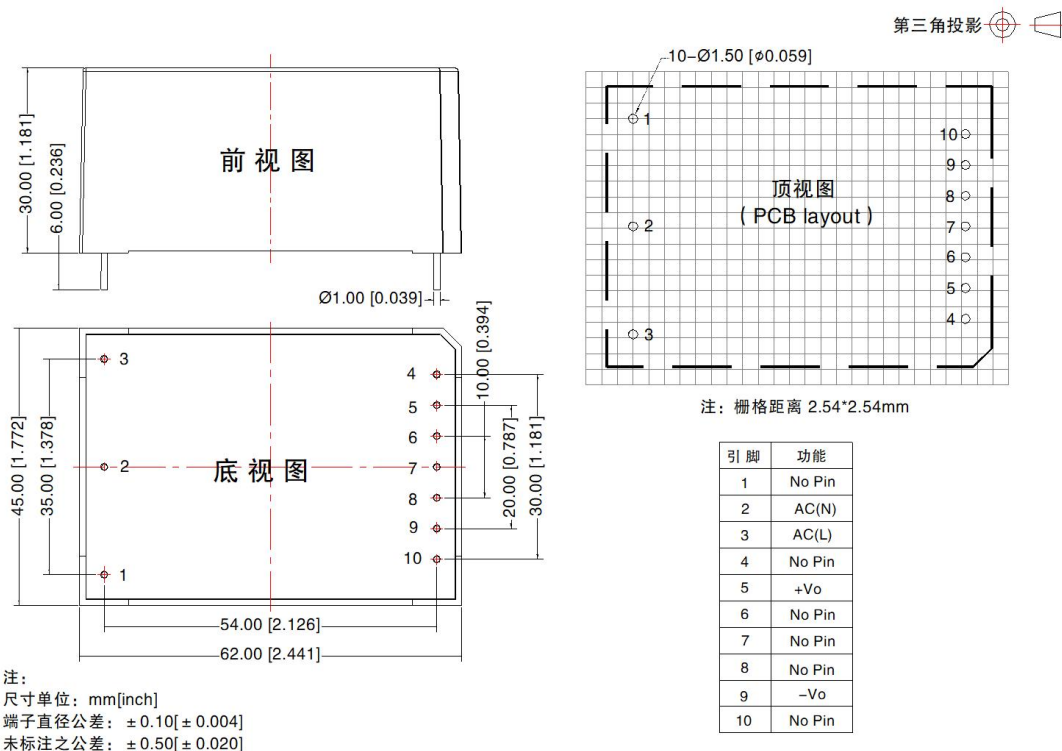 第三角投影
10-Ø1.50 [φ0.059]
30.00 [1.181]
6.00 [0.236]
前视图
Ø1.00 [0.039]
1
2
3
10
9
8
7
6
5
4
顶视图
( PCB layout )
注: 栅格距离 2.54*2.54mm
45.00 [1.772]
35.00 [1.378]
3
2
1
底视图
4
5
6
7
8
9
10
10.00 [0.394]
20.00 [0.787]
30.00 [1.181]
54.00 [2.126]
62.00 [2.441]
引脚 功能
1 No Pin
2 AC(N)
3 AC(L)
4 No Pin
5 +Vo
6 No Pin
7 No Pin
8 No Pin
9 -Vo
10 No Pin
注:
尺寸单位: mm[inch]
端子直径公差: ±0.10[±0.004]
未标注之公差: ±0.50[±0.020]